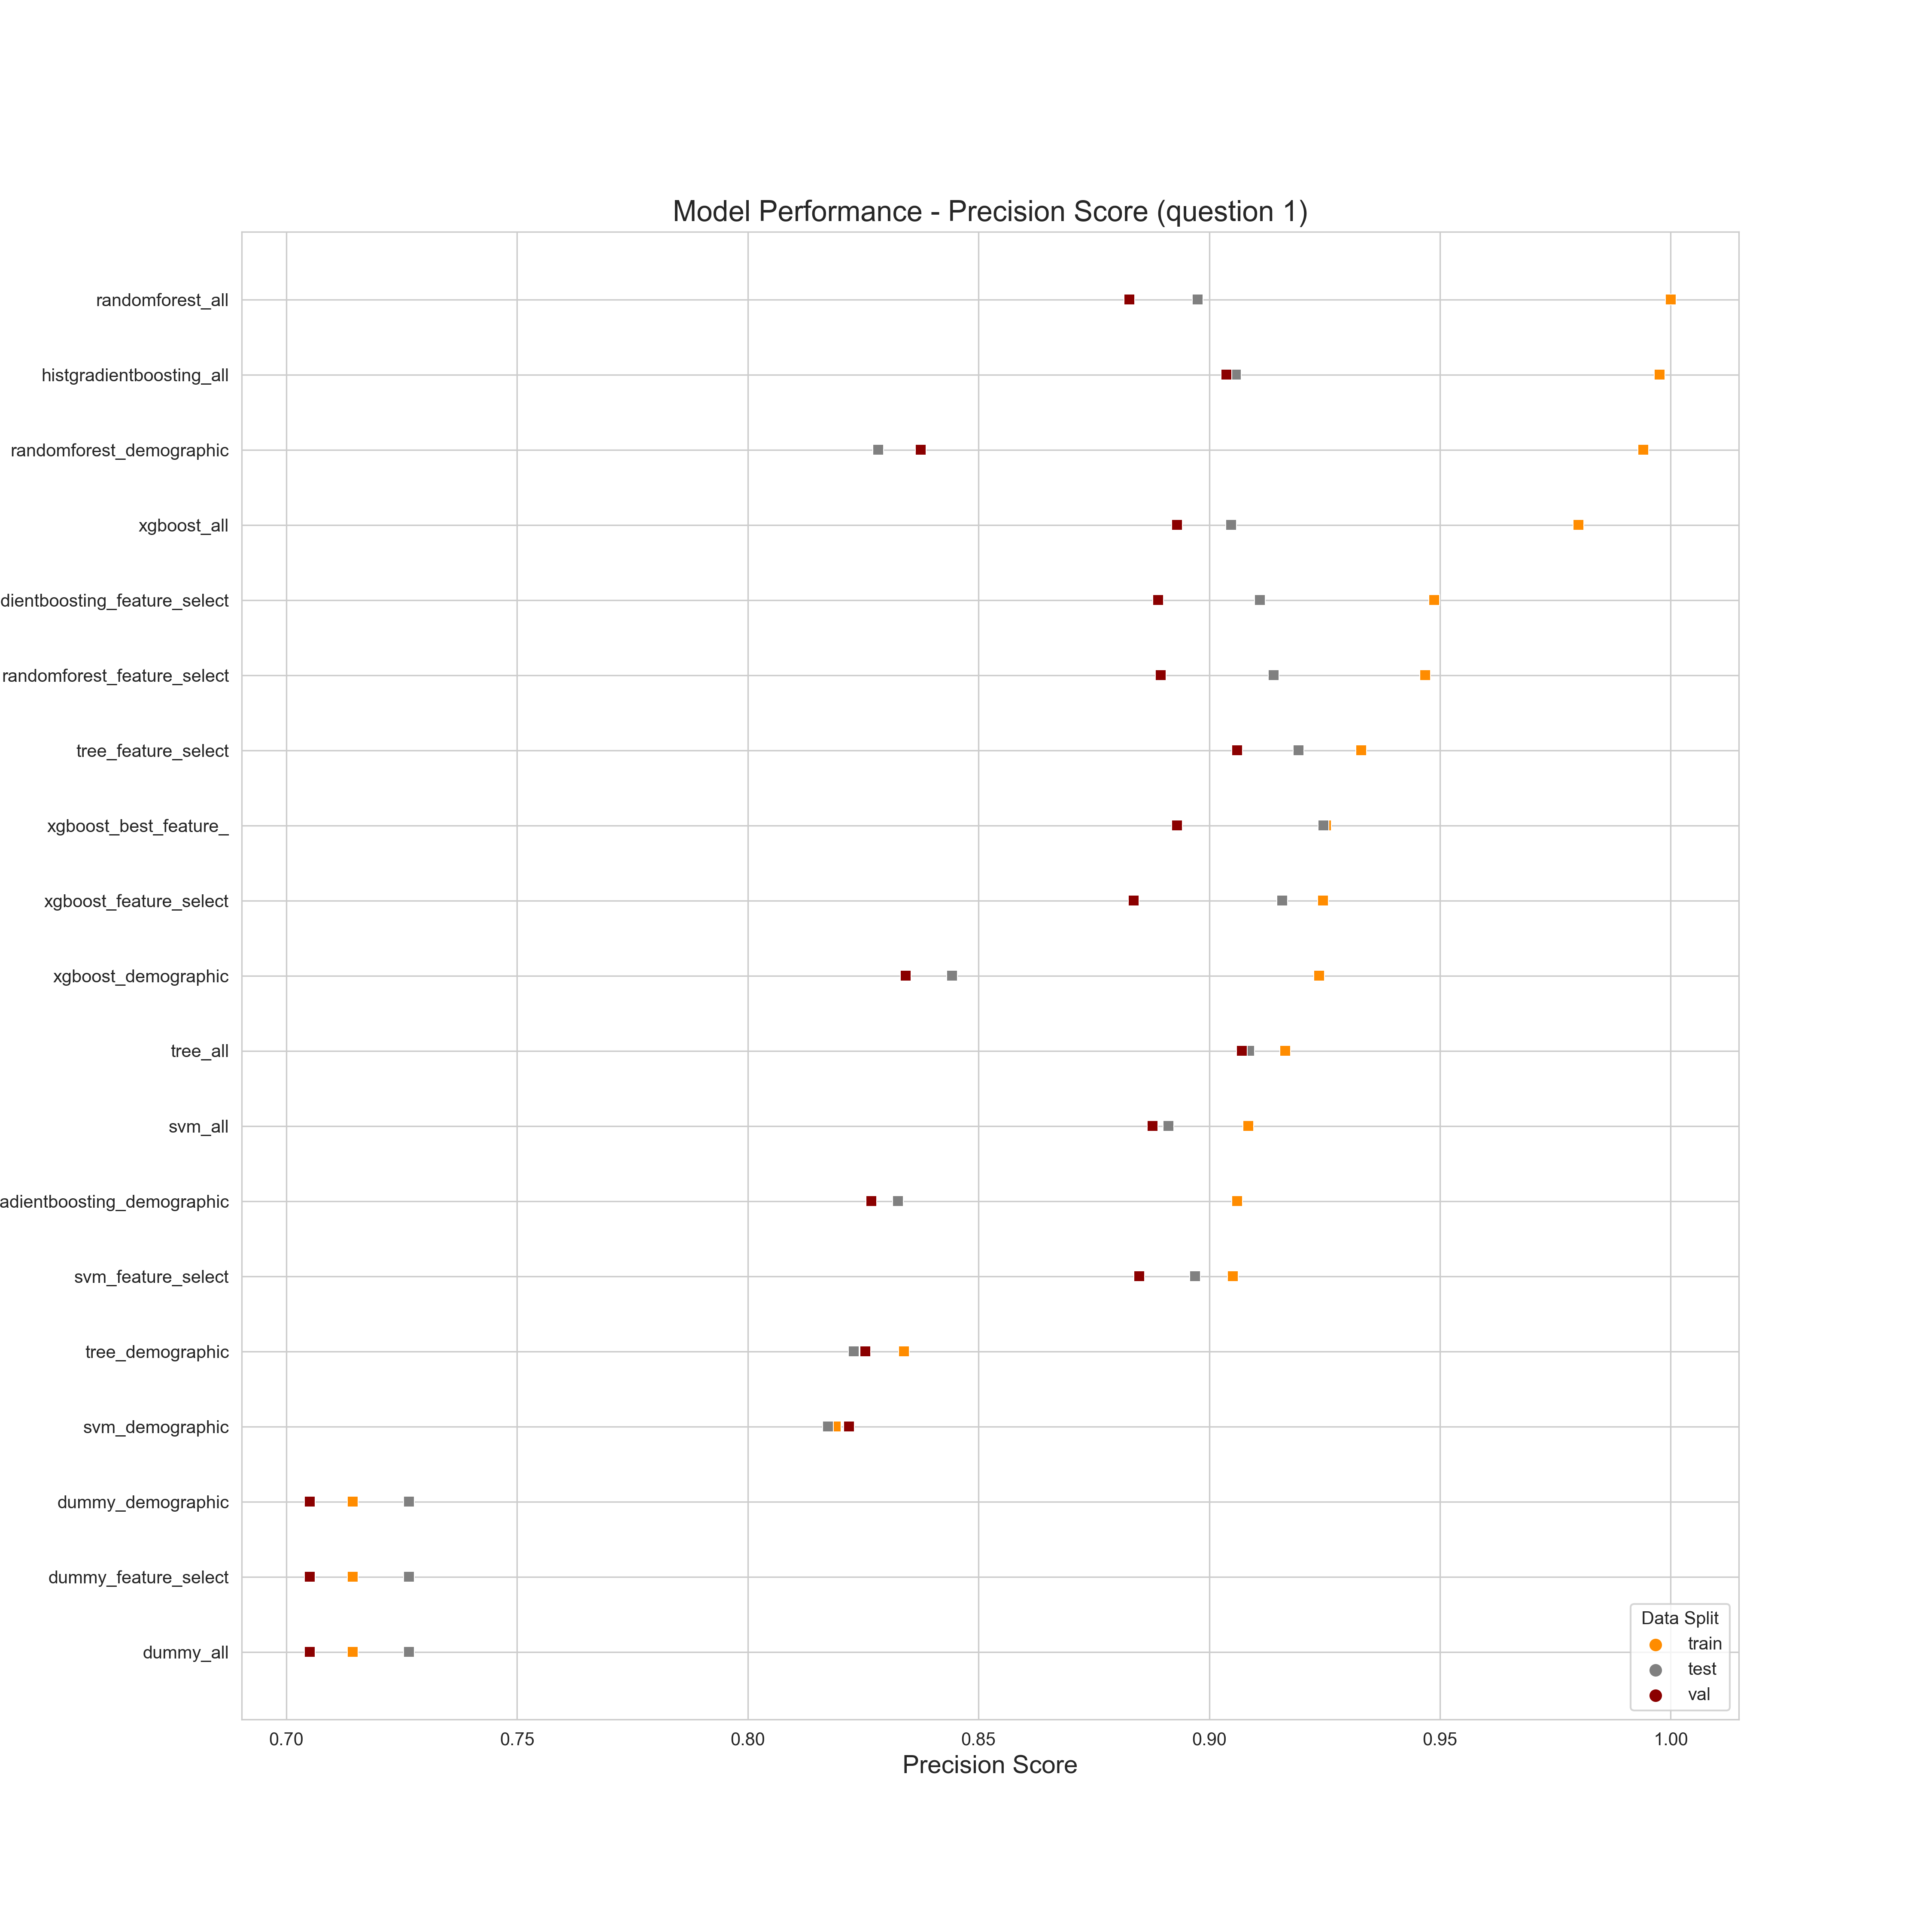 Model Performance - Precision Score (question 1)
randomforest_all
histgradientboosting_all
randomforest_demographic
xgboost_all
dientboosting_feature_select
randomforest_feature_select
tree_feature_select
xgboost_best_feature_
xgboost_feature_select
xgboost_demographic
tree_all
svm_all
adientboosting_demographic
svm_feature_select
tree_demographic
svm_demographic
dummy_demographic
dummy_feature_select
dummy_all
Data Split
train
test
val
0.70 0.75 0.80 0.85 0.90 0.95 1.00
Precision Score